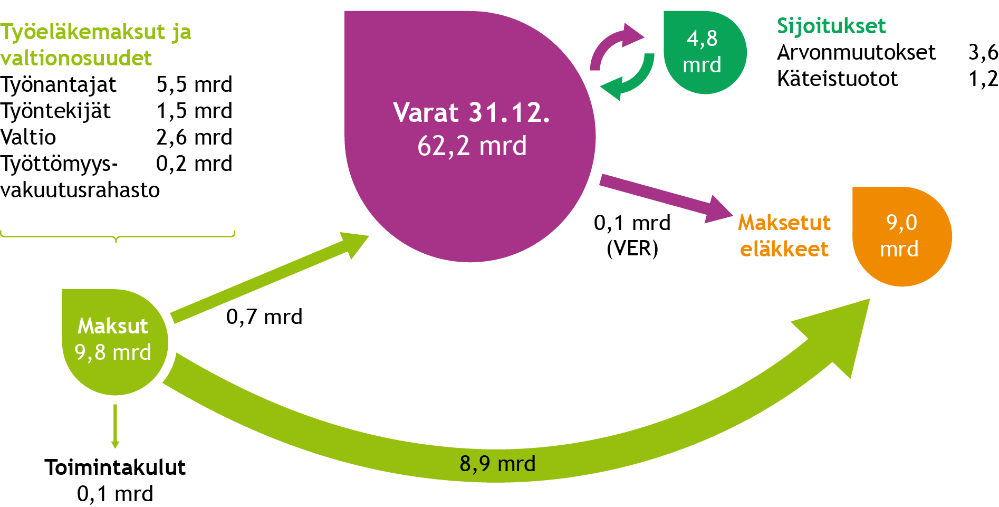 Työeläkemaksut ja
valtionosuudet
Työnantajat 5,5 mrd
Työntekijät 1,5 mrd
Valtio 2,6 mrd
Työttömyys- 0,2 mrd
vakuutusrahasto
Varat 31.12.
62,2 mrd
4,8
mrd
Sijoitukset
Arvonmuutokset 3,6
Käteistuotot 1,2
0,1 mrd
(VER)
Maksetut
eläkkeet
9,0
mrd
0,7 mrd
Maksut
9,8 mrd
8,9 mrd
Toimintakulut
0,1 mrd